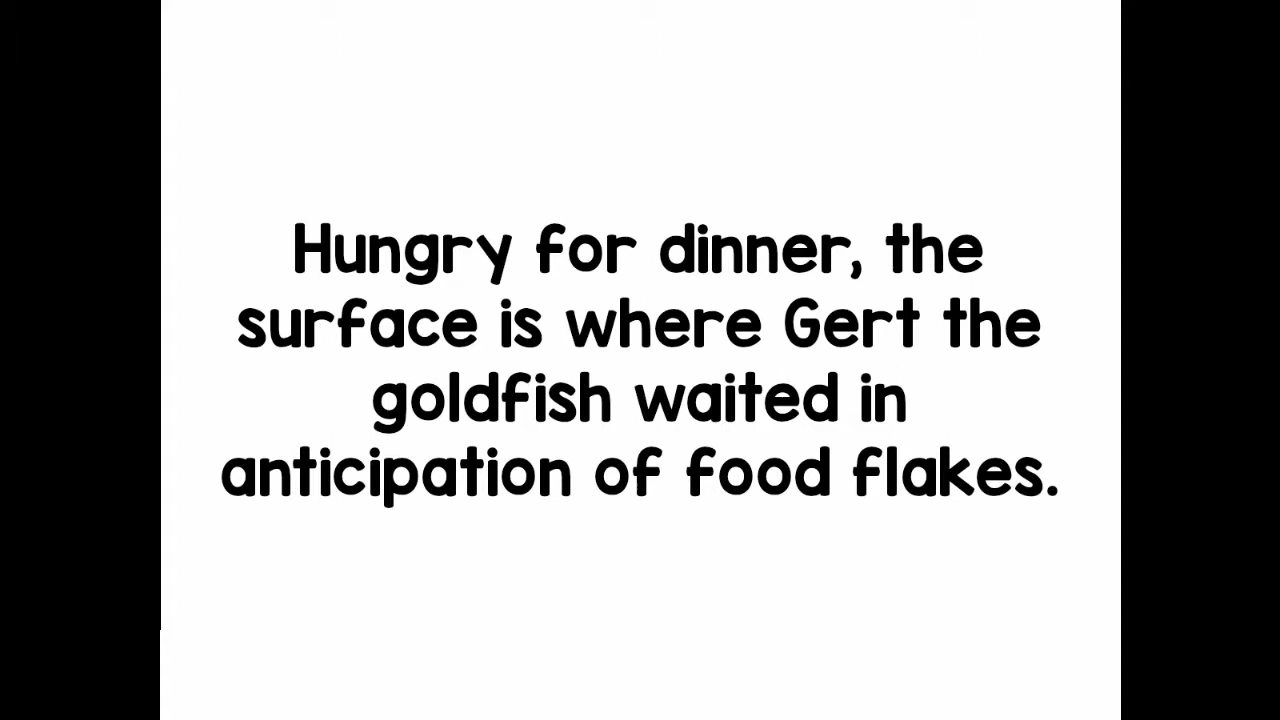 Hungry for dinner, the
surface is where Gert the
goldfish waited in
anticipation of food flakes.